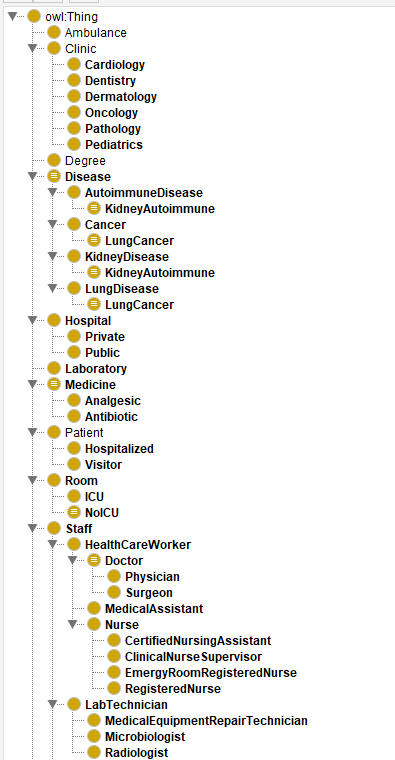 owl:Thing
Ambulance
Clinic
Cardiology
Dentistry
Dermatology
Oncology
Pathology
Pediatrics
Degree
Disease
AutoimmuneDisease
KidneyAutoimmune
Cancer
LungCancer
KidneyDisease
KidneyAutoimmune
LungDisease
LungCancer
Hospital
Private
Public
Laboratory
Medicine
Analgesic
Antibiotic
Patient
Hospitalized
Visitor
Room
ICU
NoICU
Staff
HealthCareWorker
Doctor
Physician
Surgeon
MedicalAssistant
Nurse
CertifiedNursingAssistant
ClinicalNurseSupervisor
EmergyRoomRegisteredNurse
RegisteredNurse
LabTechnician
MedicalEquipmentRepairTechnician
Microbiologist
Radiologist